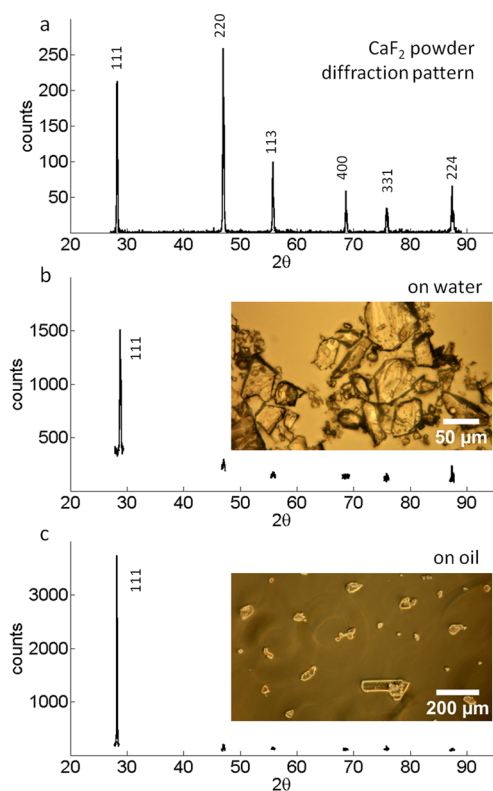 a
CaF₂ powder
diffraction pattern
111
220
113
400
331
224
counts
250
200
150
100
50
20 30 40 50 60 70 80 90
2θ
b
on water
111
counts
1500
1000
500
50 µm
20 30 40 50 60 70 80 90
2θ
c
on oil
111
counts
3000
2000
1000
200 µm
20 30 40 50 60 70 80 90
2θ